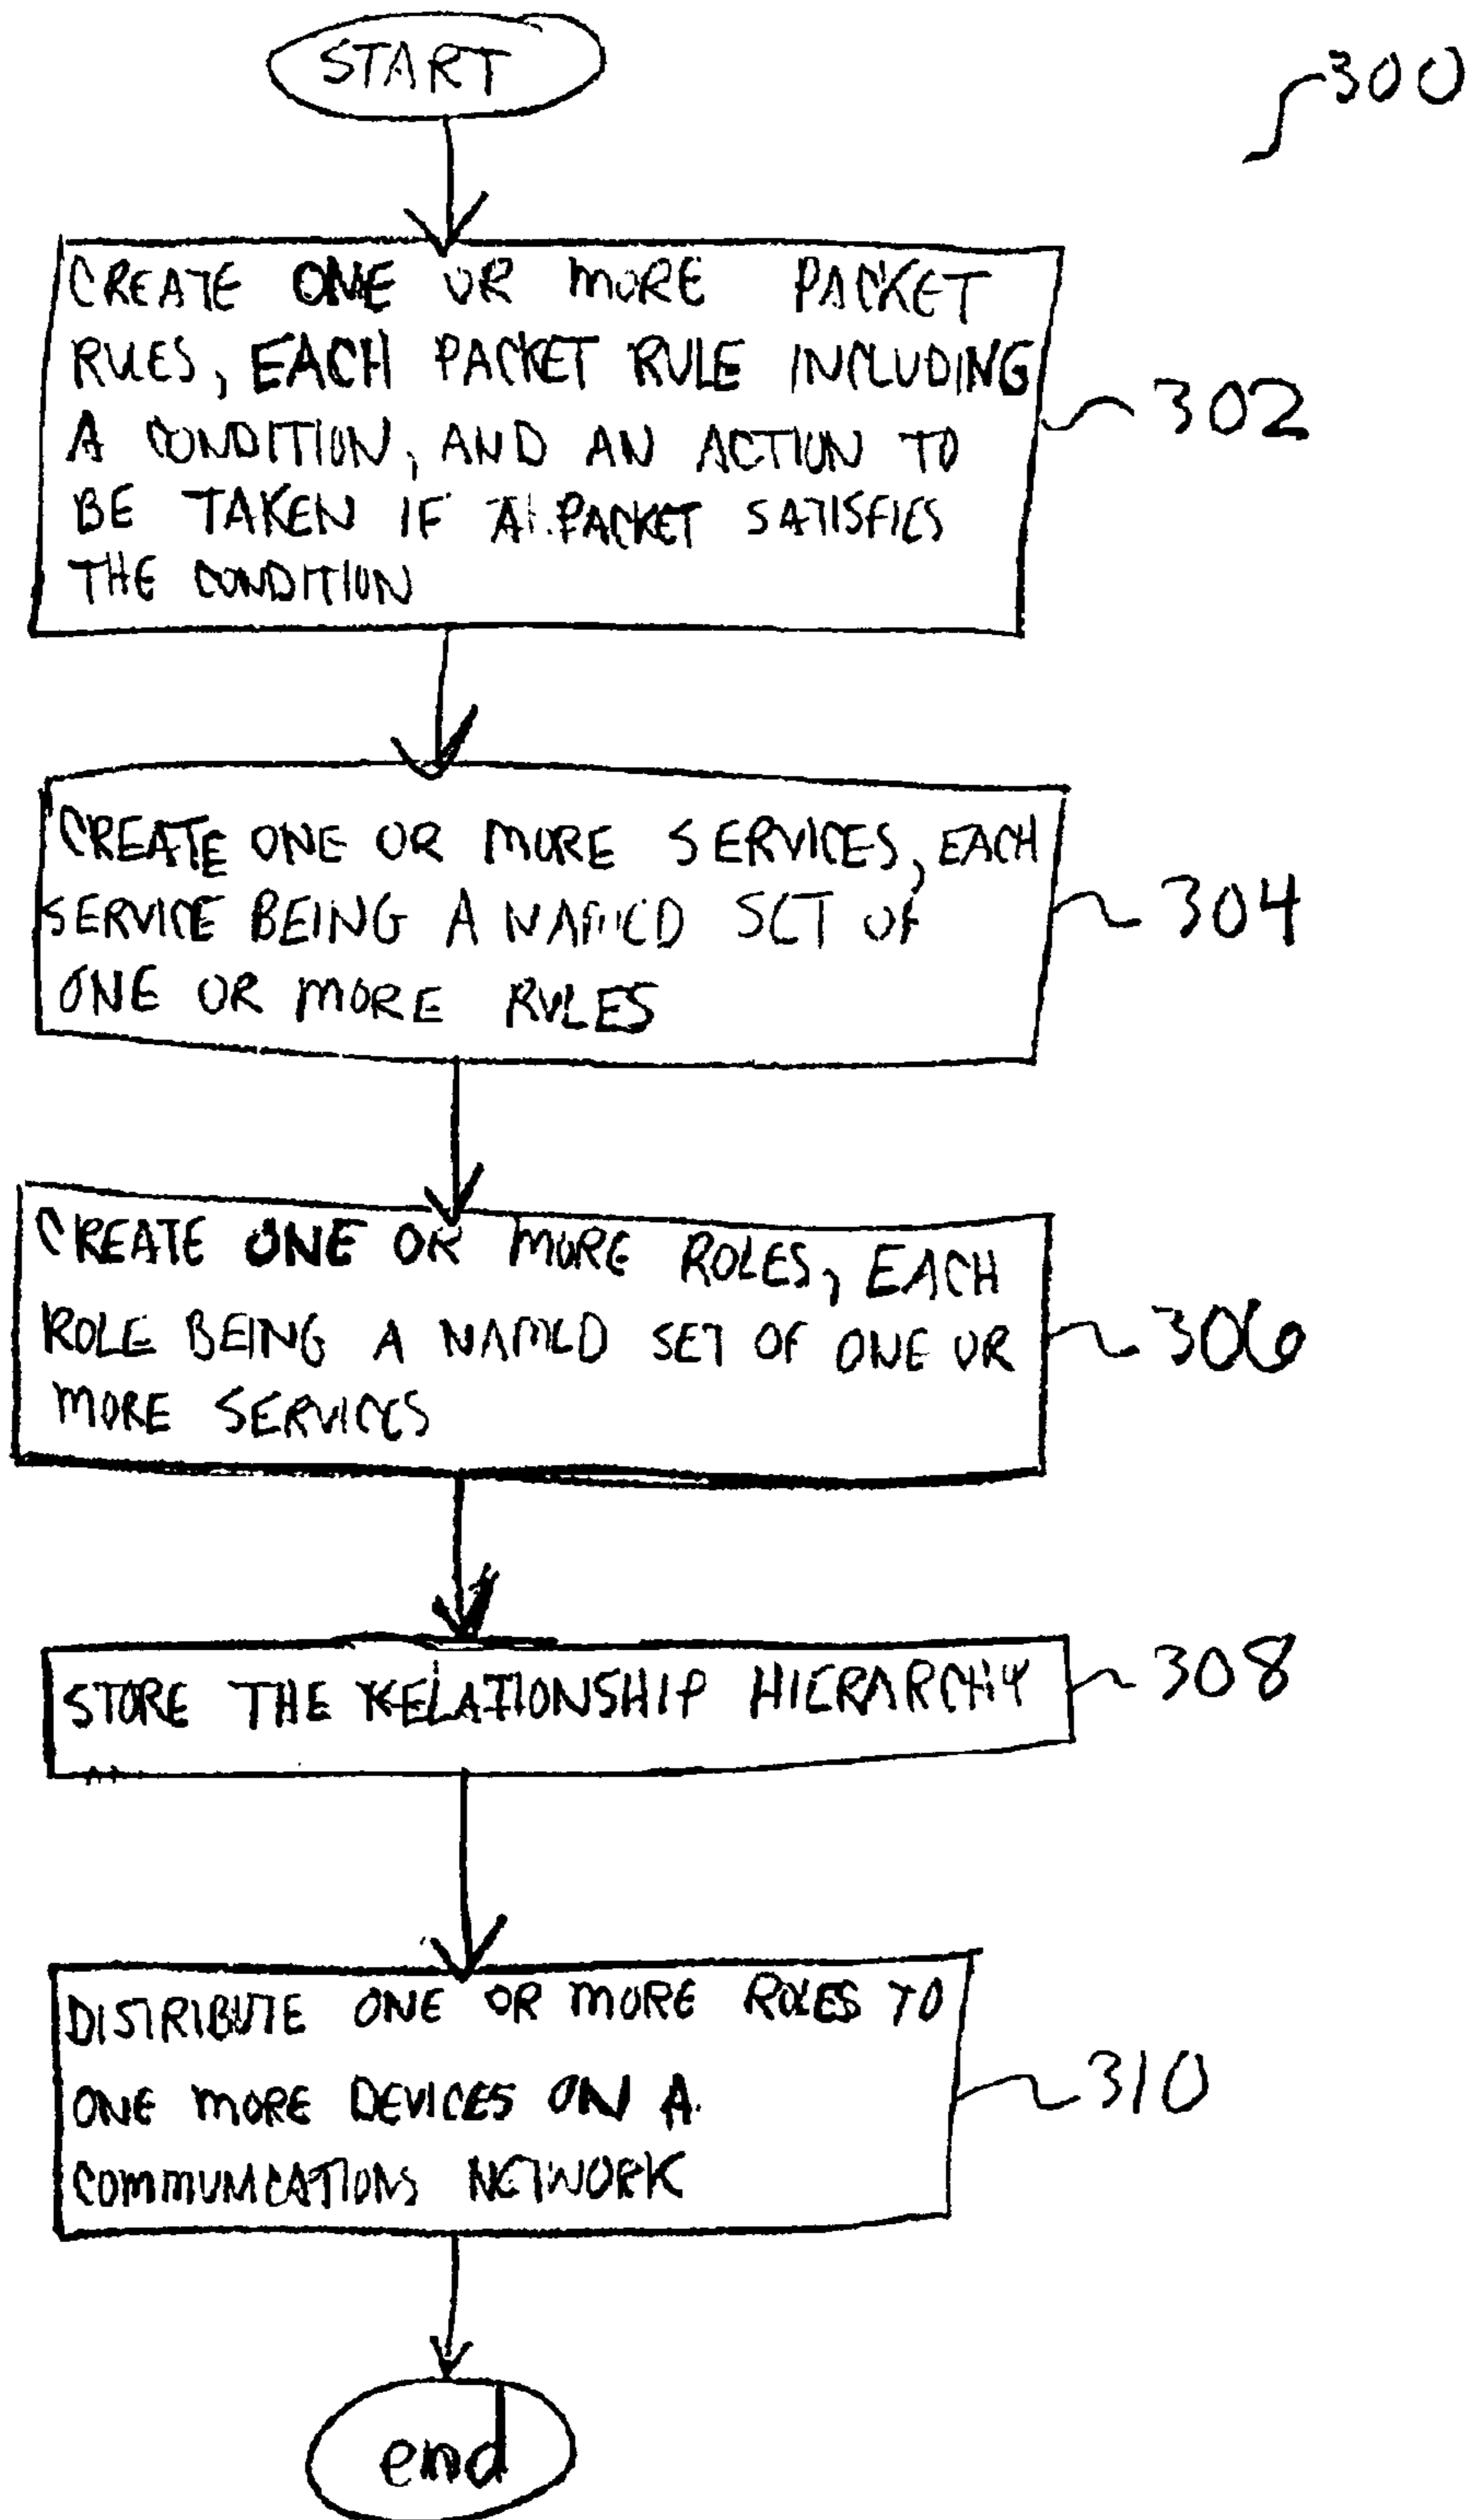 START
300
CREATE ONE OR MORE PACKET
RULES, EACH PACKET RULE INCLUDING
A CONDITION, AND AN ACTION TO
BE TAKEN IF A PACKET SATISFIES
THE CONDITION
302
CREATE ONE OR MORE SERVICES, EACH
SERVICE BEING A NAMED SET OF
ONE OR MORE RULES
304
CREATE ONE OR MORE ROLES, EACH
ROLE BEING A NAMED SET OF ONE OR
MORE SERVICES
306
STORE THE RELATIONSHIP HIERARCHY
308
DISTRIBUTE ONE OR MORE ROLES TO
ONE MORE DEVICES ON A
COMMUNICATIONS NETWORK
310
end